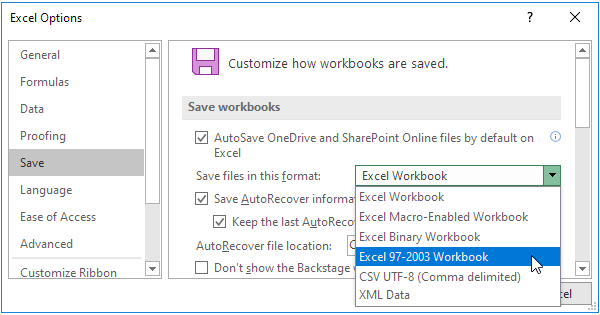 Excel Options
?
General
Formulas
Data
Proofing
Save
Language
Ease of Access
Advanced
Customize Ribbon
Customize how workbooks are saved.
Save workbooks
AutoSave OneDrive and SharePoint Online files by default on
Excel
Save files in this format: Excel Workbook
Excel Workbook
Excel Macro-Enabled Workbook
Excel Binary Workbook
Excel 97-2003 Workbook
CSV UTF-8 (Comma delimited)
XML Data
Save AutoRecover
Keep the last
AutoRecover file location:
Don't show the Backstage